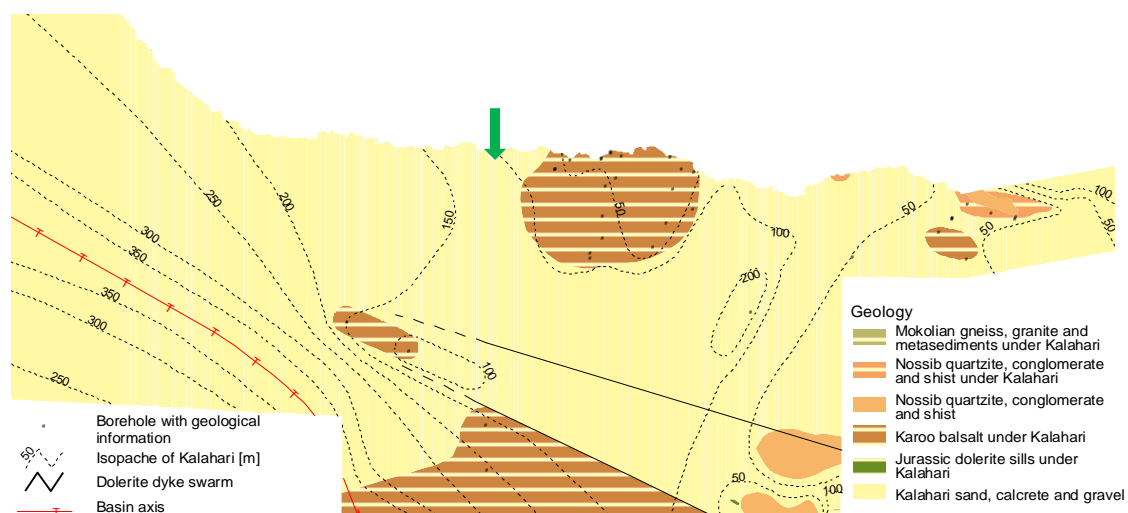 250
200
150
300
350
350
300
250
50
100
200
50
100
50
50
100
50
100
Geology
Mokolian gneiss, granite and
metasediments under Kalahari
Nossib quartzite, conglomerate
and shist under Kalahari
Nossib quartzite, conglomerate
and shist
Karoo balsalt under Kalahari
Jurassic dolerite sills under
Kalahari
Kalahari sand, calcrete and gravel
Borehole with geological
information
50
Isopache of Kalahari [m]
Dolerite dyke swarm
Basin axis